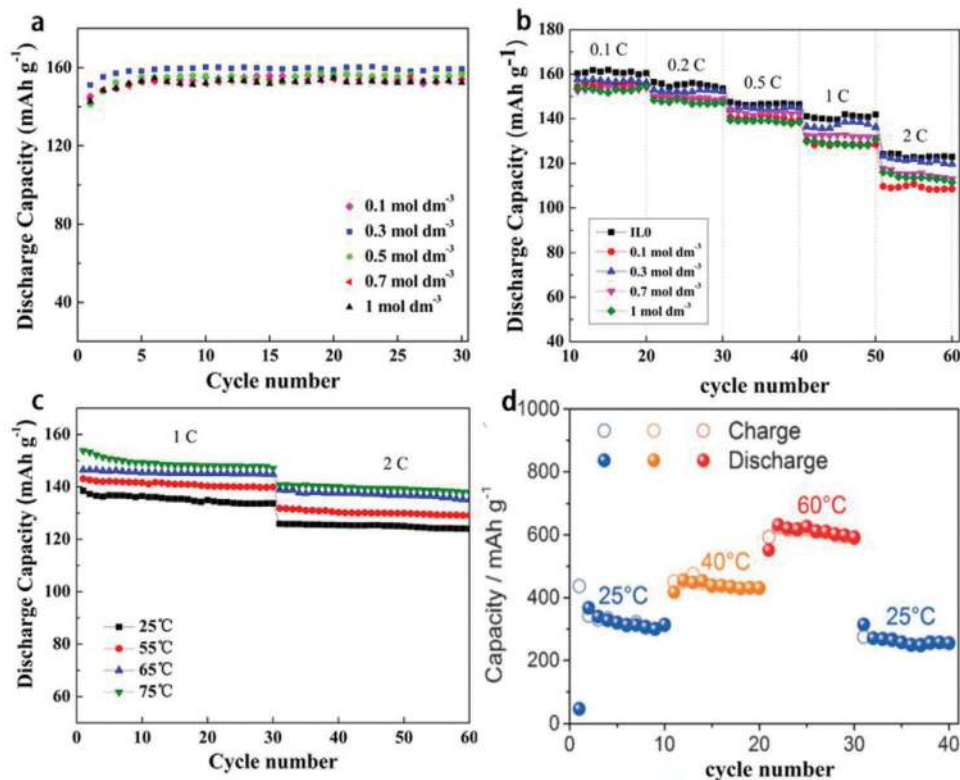 a
Discharge Capacity (mAh g⁻¹)
160
120
80
40
0.1 mol dm⁻³
0.3 mol dm⁻³
0.5 mol dm⁻³
0.7 mol dm⁻³
1 mol dm⁻³
0 5 10 15 20 25 30
Cycle number
b
Discharge Capacity (mAh g⁻¹)
180
160
140
120
100
80
60
40
0.1 C
0.2 C
0.5 C
1 C
2 C
IL0
0.1 mol dm⁻³
0.3 mol dm⁻³
0.7 mol dm⁻³
1 mol dm⁻³
11 20 30 40 50 60
cycle number
c
Discharge Capacity (mAh g⁻¹)
160
140
120
100
80
60
1 C
2 C
25℃
55℃
65℃
75℃
0 10 20 30 40 50 60
Cycle number
d
Capacity / mAh g⁻¹
1000
800
600
400
200
0
Charge
Discharge
25°C
40°C
60°C
25°C
0 10 20 30 40
cycle number